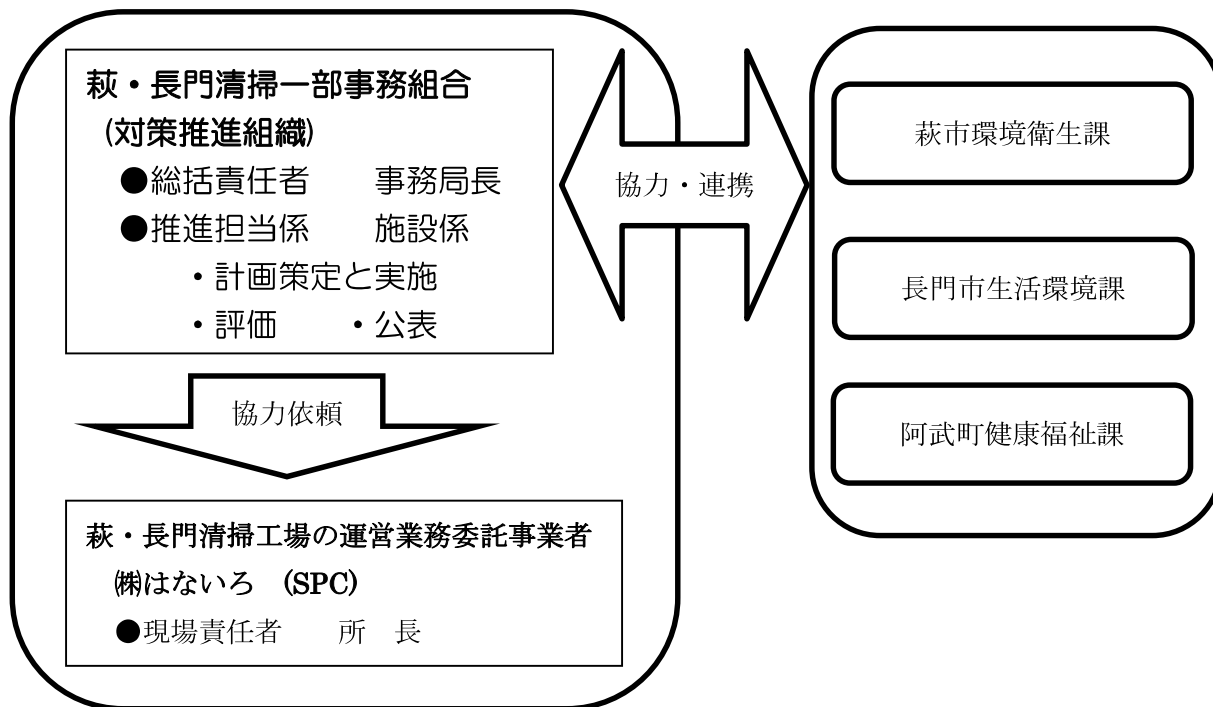 萩・長門清掃一部事務組合
(対策推進組織)
●総括責任者　　事務局長
●推進担当係　　施設係
・計画策定と実施
・評価　　・公表
協力依頼
萩・長門清掃工場の運営業務委託事業者
㈱はないろ　(SPC)
●現場責任者　　所　長
協力・連携
萩市環境衛生課
長門市生活環境課
阿武町健康福祉課